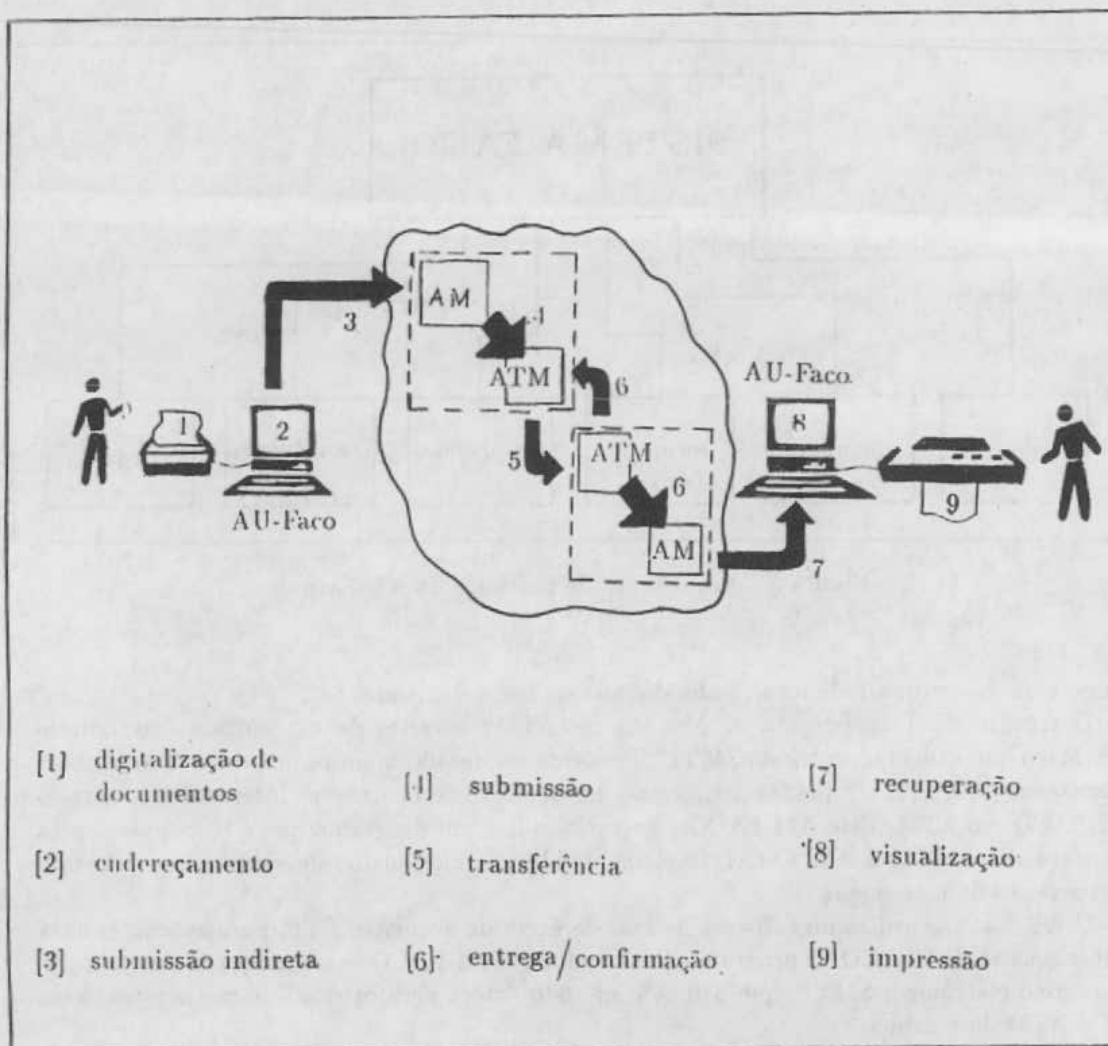 AM
4
3
ATM
6
AU-Faco.
1
2
8
5
ATM
6
9
AU-Faco
AM
7
[1] digitalização de
documentos
[4] submissão
[7] recuperação
[2] endereçamento
[5] transférência
[8] visualização
[3] submissão indireta
[6] entrega/confirmação
[9] impressão